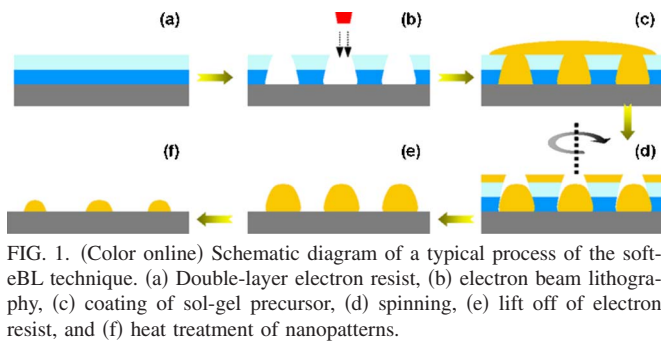 (a)
(b)
(c)
(f)
(e)
(d)
FIG. 1. (Color online) Schematic diagram of a typical process of the soft-
eBL technique. (a) Double-layer electron resist, (b) electron beam lithogra-
phy, (c) coating of sol-gel precursor, (d) spinning, (e) lift off of electron
resist, and (f) heat treatment of nanopatterns.